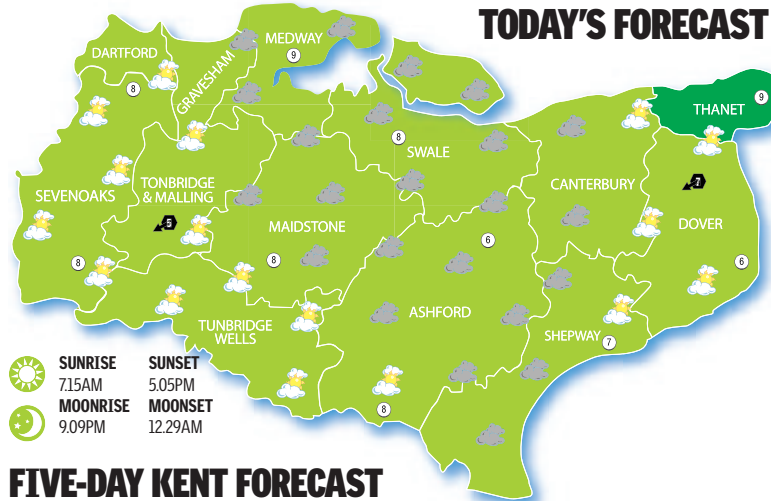 TODAY'S FORECAST
DARTFORD
MEDWAY
9
GRAVESHAM
8
THANET
9
8
SWALE
SEVENOAKS
TONBRIDGE
& MALLING
5
CANTERBURY
7
MAIDSTONE
DOVER
6
8
8
6
ASHFORD
TUNBRIDGE
WELLS
SHEPWAY
7
8
SUNRISE SUNSET
7.15AM 5.05PM
MOONRISE MOONSET
9.09PM 12.29AM
FIVE-DAY KENT FORECAST